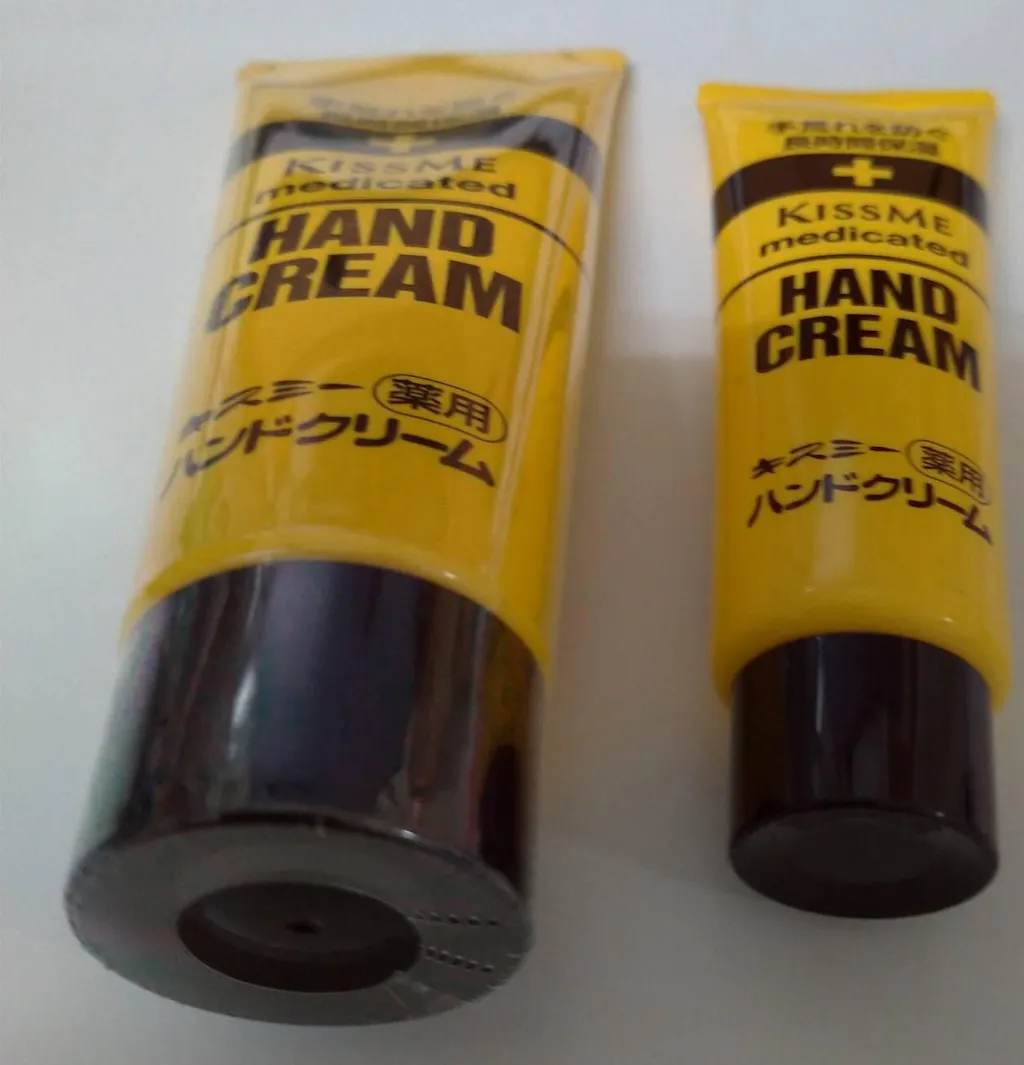 KISSME
medicated
HAND
CREAM
キスミー 薬用
ハンドクリーム
手荒れを防ぐ
長時間保湿
KISSME
medicated
HAND
CREAM
キスミー 薬用
ハンドクリーム